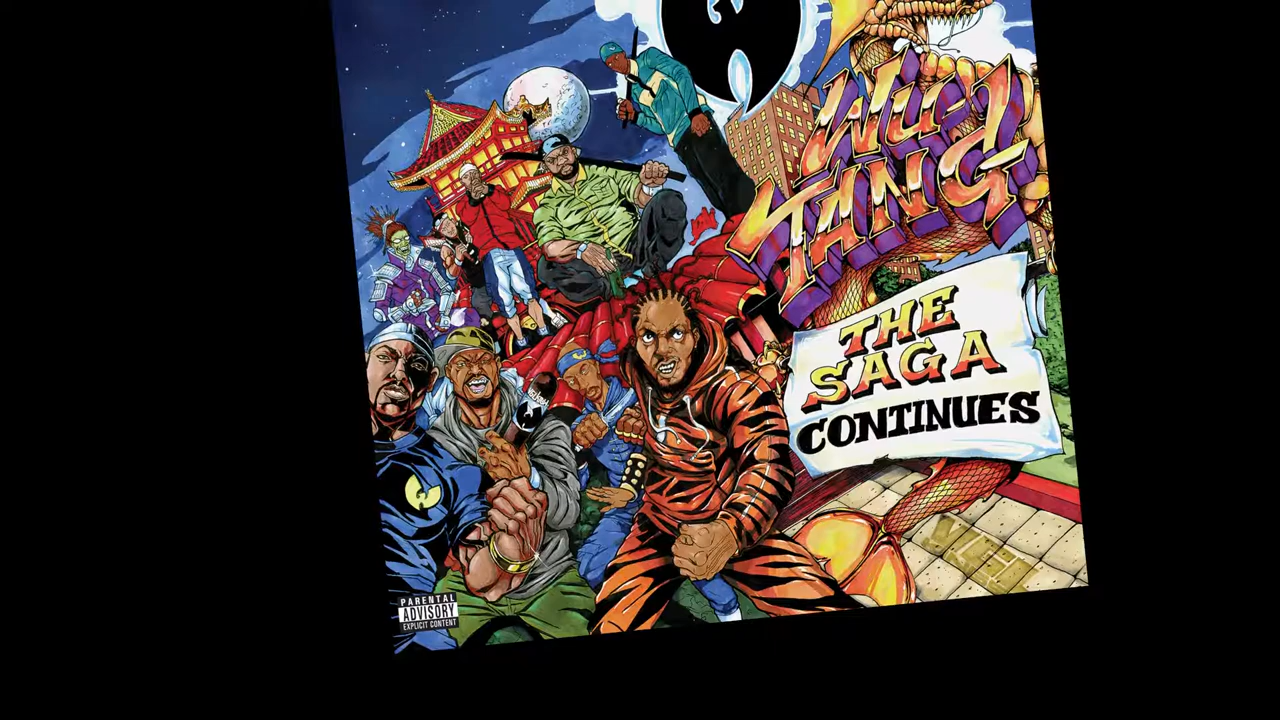 WU-
TANG
THE
SAGA
CONTINUES
PARENTAL
ADVISORY
EXPLICIT CONTENT